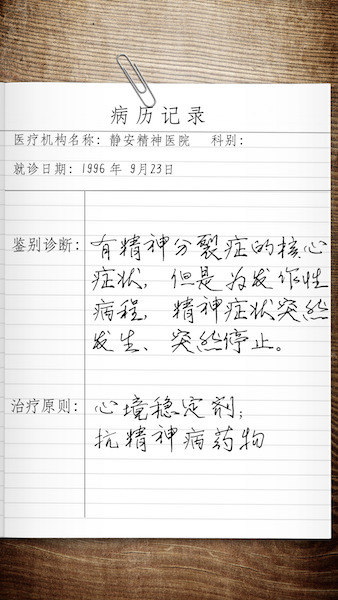 病历记录
医疗机构名称：静安精神医院 科别：
就诊日期：1996年 9月23日
鉴别诊断：有精神分裂症的核心
症状，但是为发作性
病程，精神症状突然
发生、突然停止。
治疗原则：心境稳定剂；
抗精神病药物